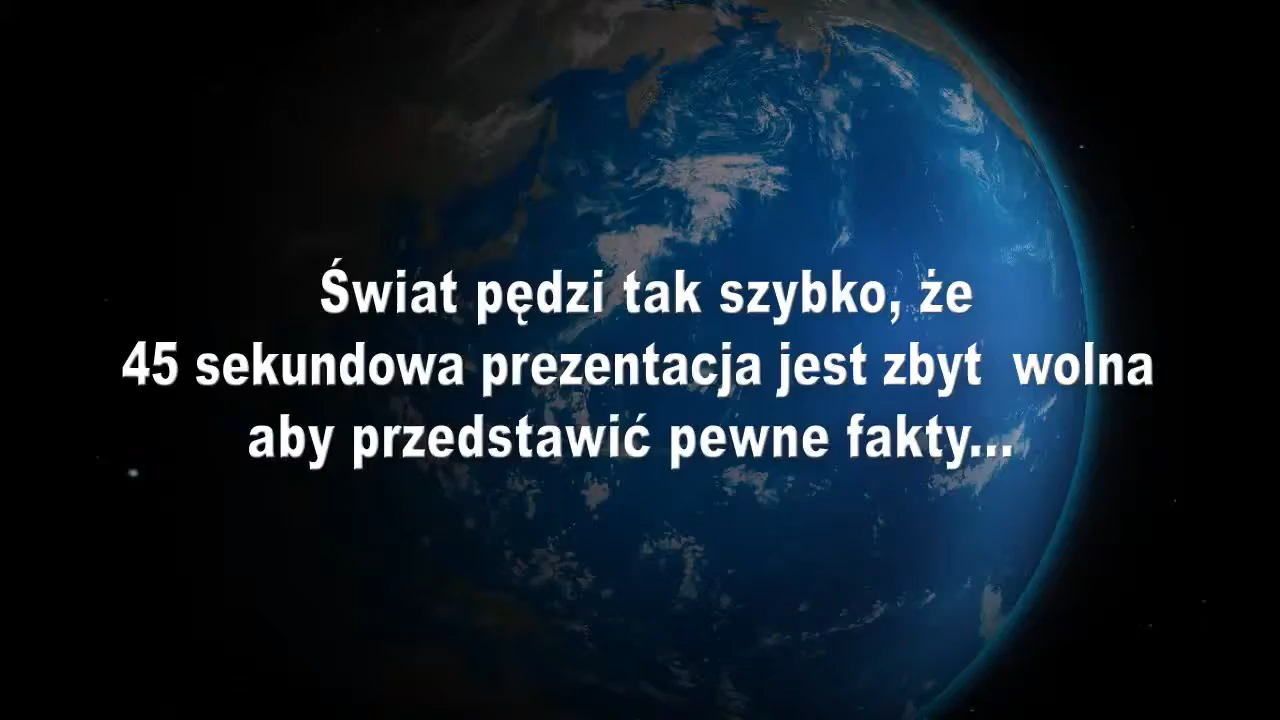 Świat pędzi tak szybko, że
45 sekundowa prezentacja jest zbyt  wolna
aby przedstawić pewne fakty...